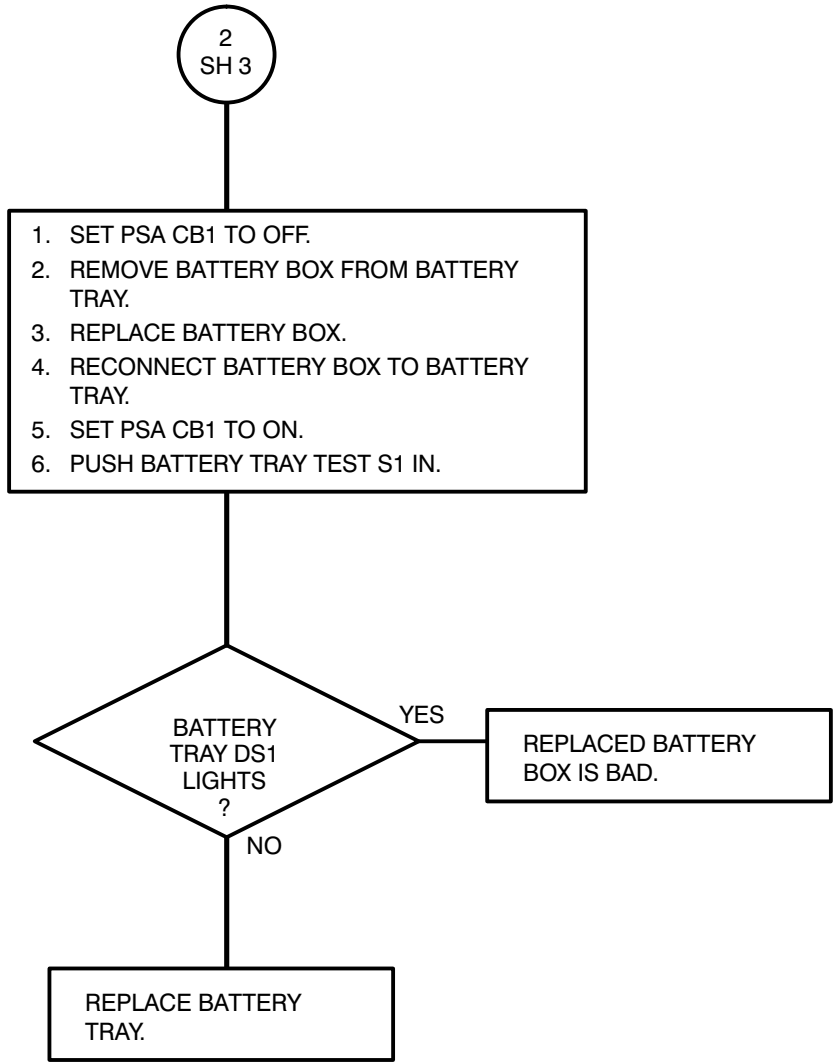 2
SH 3
1. SET PSA CB1 TO OFF.
2. REMOVE BATTERY BOX FROM BATTERY
TRAY.
3. REPLACE BATTERY BOX.
4. RECONNECT BATTERY BOX TO BATTERY
TRAY.
5. SET PSA CB1 TO ON.
6. PUSH BATTERY TRAY TEST S1 IN.
BATTERY
TRAY DS1
LIGHTS
?
YES
REPLACED BATTERY
BOX IS BAD.
NO
REPLACE BATTERY
TRAY.